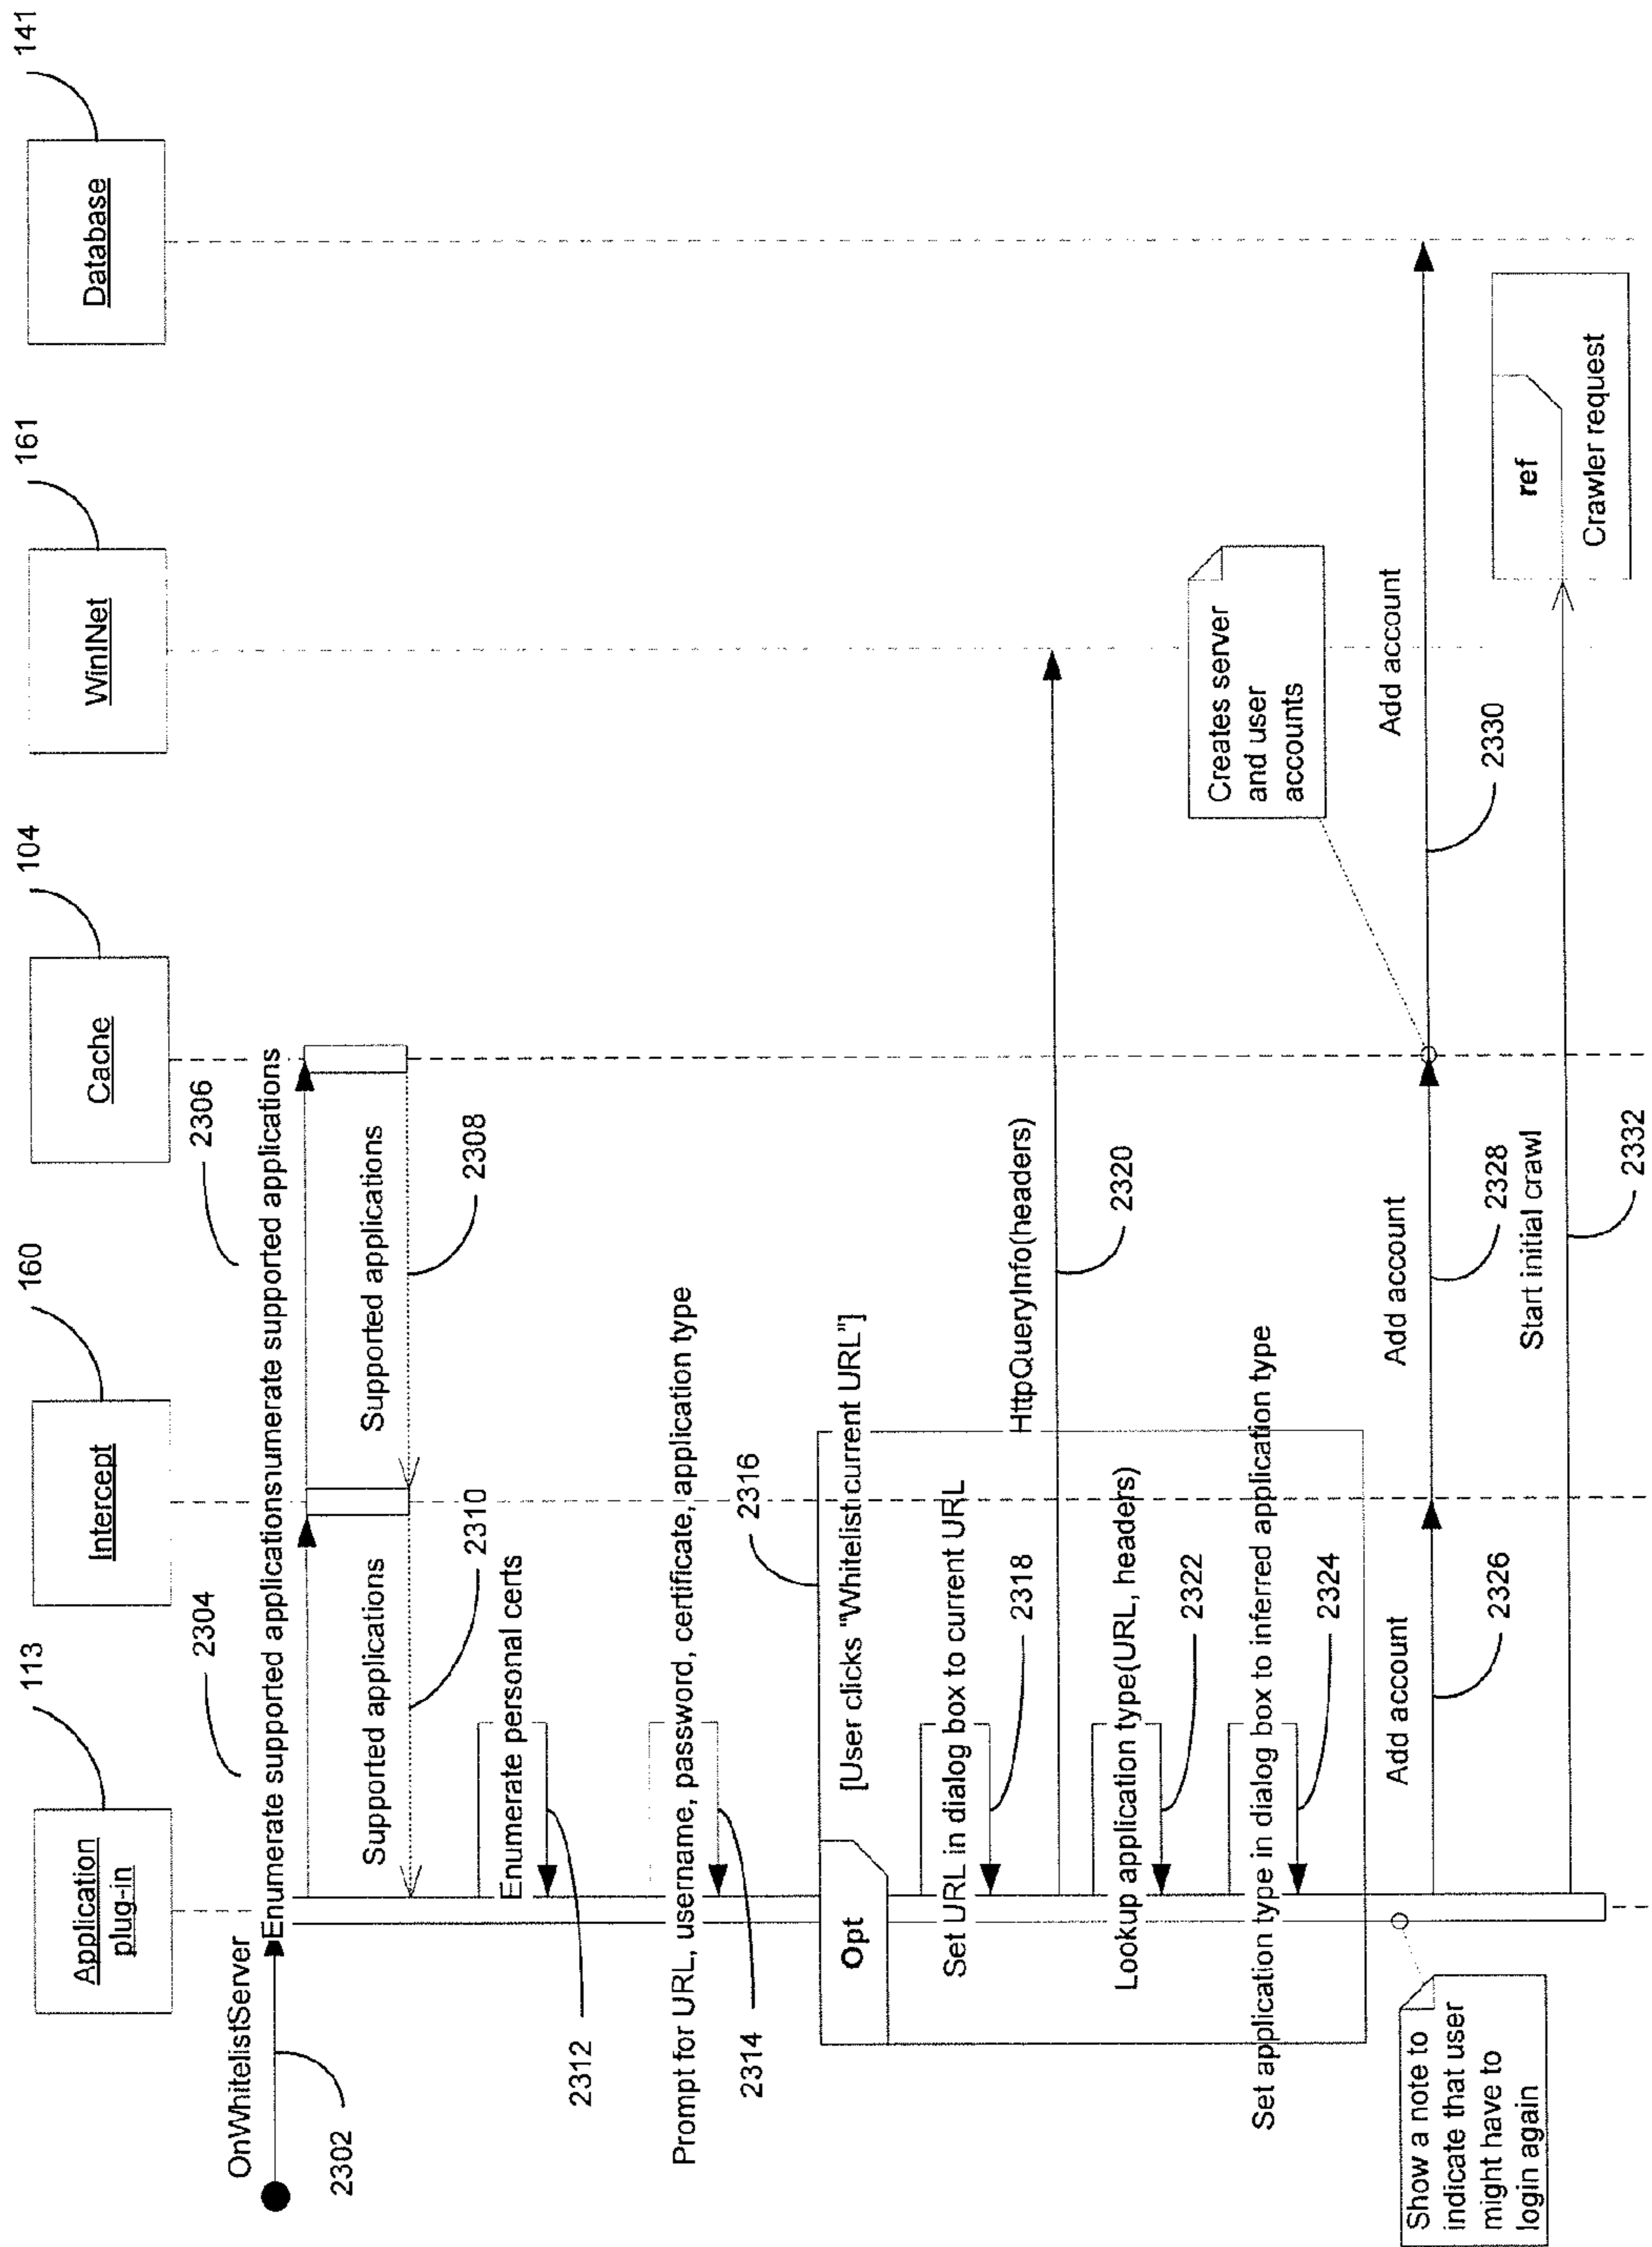 113
160
104
161
141
Application
plug-in
Intercept
Cache
WinINet
Database
OnWhitelistServer
2302
2304
2306
Enumerate supported applicationsnumerate supported applications
Supported applications
Supported applications
2310
2308
Enumerate personal certs
2312
Prompt for URL, username, password, certificate, application type
2314
2316
Opt
[User clicks "Whitelist current URL"]
Set URL in dialog box to current URL
2318
HttpQueryInfo(headers)
2320
Lookup application type(URL, headers)
2322
Set application type in dialog box to inferred application type
2324
Creates server
and user
accounts
Show a note to
indicate that user
might have to
login again
Add account
Add account
Add account
2326
2328
2330
Start initial crawl
2332
ref
Crawler request